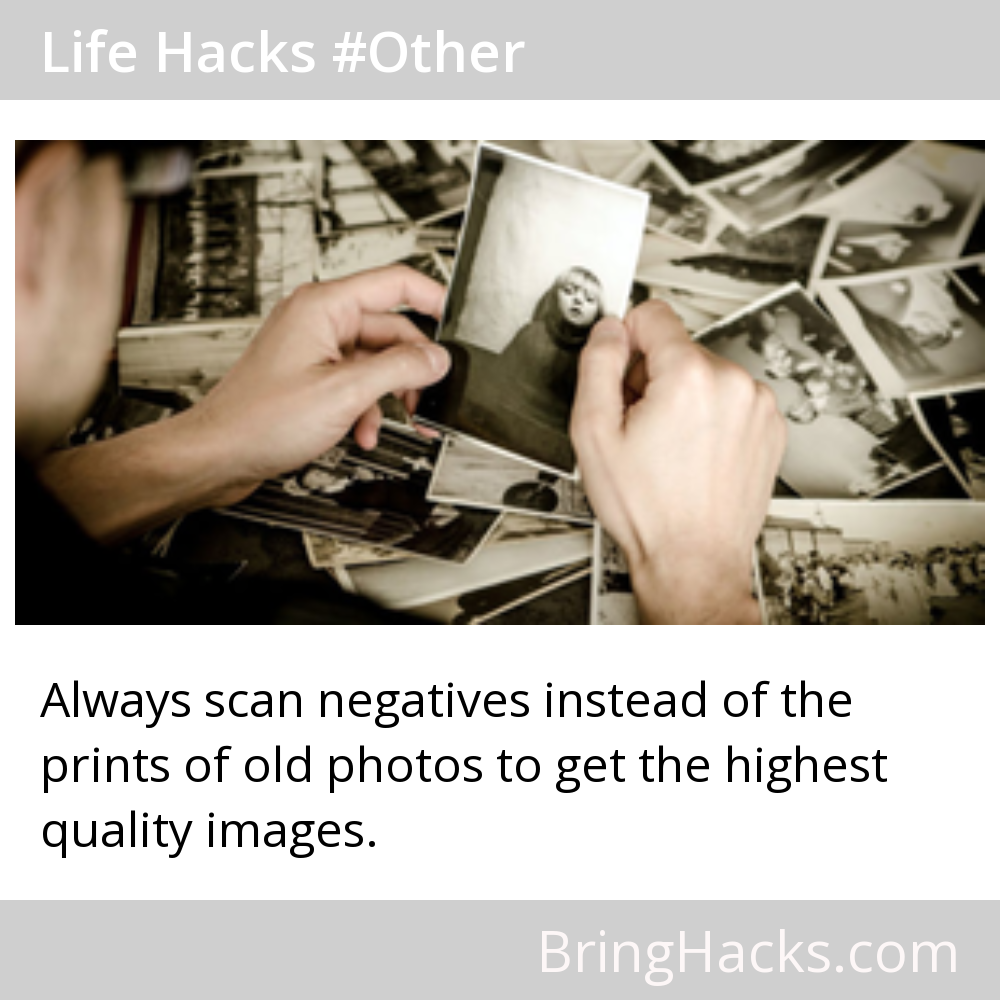 Life Hacks #Other
Always scan negatives instead of the
prints of old photos to get the highest
quality images.
BringHacks.com